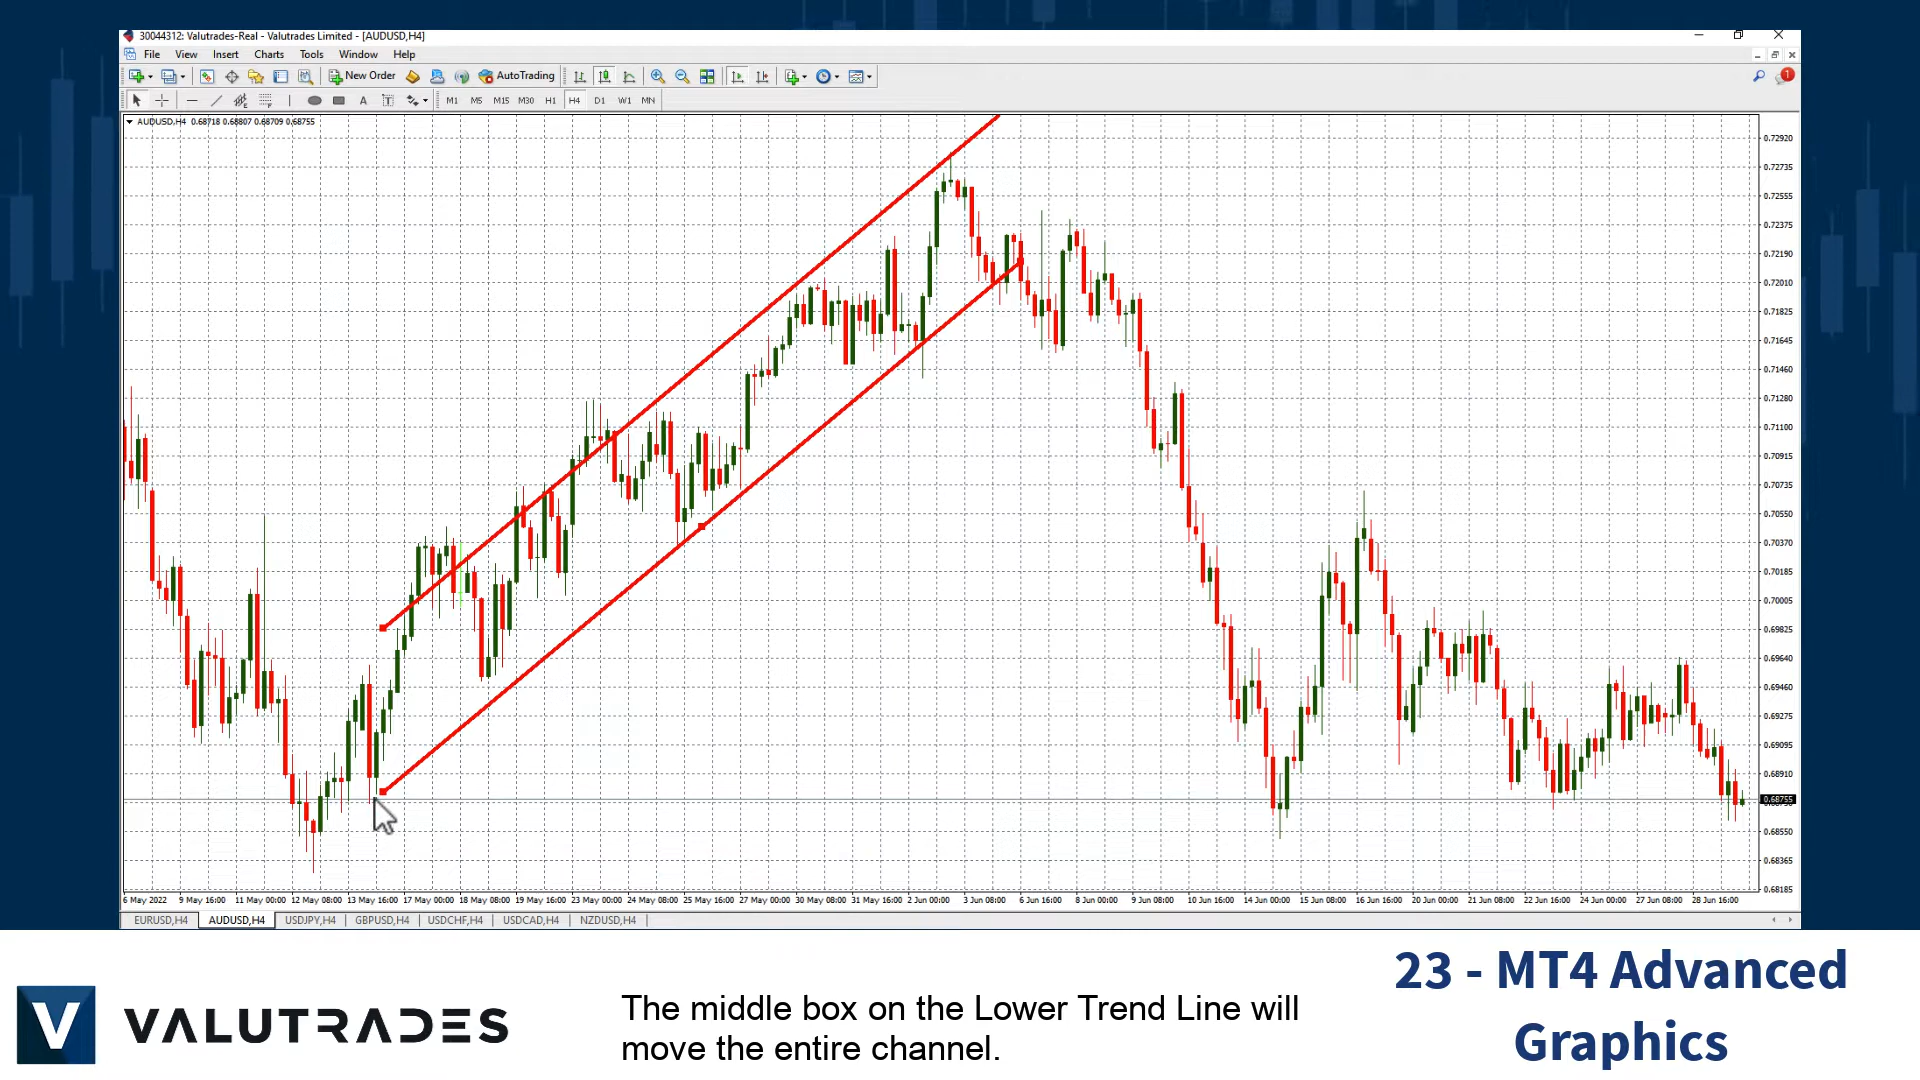 30044312: Valutrades-Real - Valutrades Limited - [AUDUSD,H4]
File View Insert Charts Tools Window Help
New Order AutoTrading 1
A T M1 M5 M15 M30 H1 H4 D1 W1 MN
AUDUSD,H4 0.68718 0.68807 0.68709 0.68755
0.72920
0.72735
0.72555
0.72375
0.72190
0.72010
0.71825
0.71645
0.71460
0.71280
0.71100
0.70915
0.70735
0.70550
0.70370
0.70185
0.70005
0.69825
0.69640
0.69460
0.69275
0.69095
0.68910
0.68755
0.68550
0.68365
0.68185
6 May 2022 9 May 16:00 11 May 00:00 12 May 08:00 13 May 16:00 17 May 00:00 18 May 08:00 19 May 16:00 23 May 00:00 24 May 08:00 25 May 16:00 27 May 00:00 30 May 08:00 31 May 16:00 2 Jun 00:00 3 Jun 08:00 6 Jun 16:00 8 Jun 00:00 9 Jun 08:00 10 Jun 16:00 14 Jun 00:00 15 Jun 08:00 16 Jun 16:00 20 Jun 00:00 21 Jun 08:00 22 Jun 16:00 24 Jun 00:00 27 Jun 08:00 28 Jun 16:00
EURUSD,H4 AUDUSD,H4 USDJPY,H4 GBPUSD,H4 USDCHF,H4 USDCAD,H4 NZDUSD,H4
V VALUTRADES
The middle box on the Lower Trend Line will
move the entire channel.
23 - MT4 Advanced
Graphics